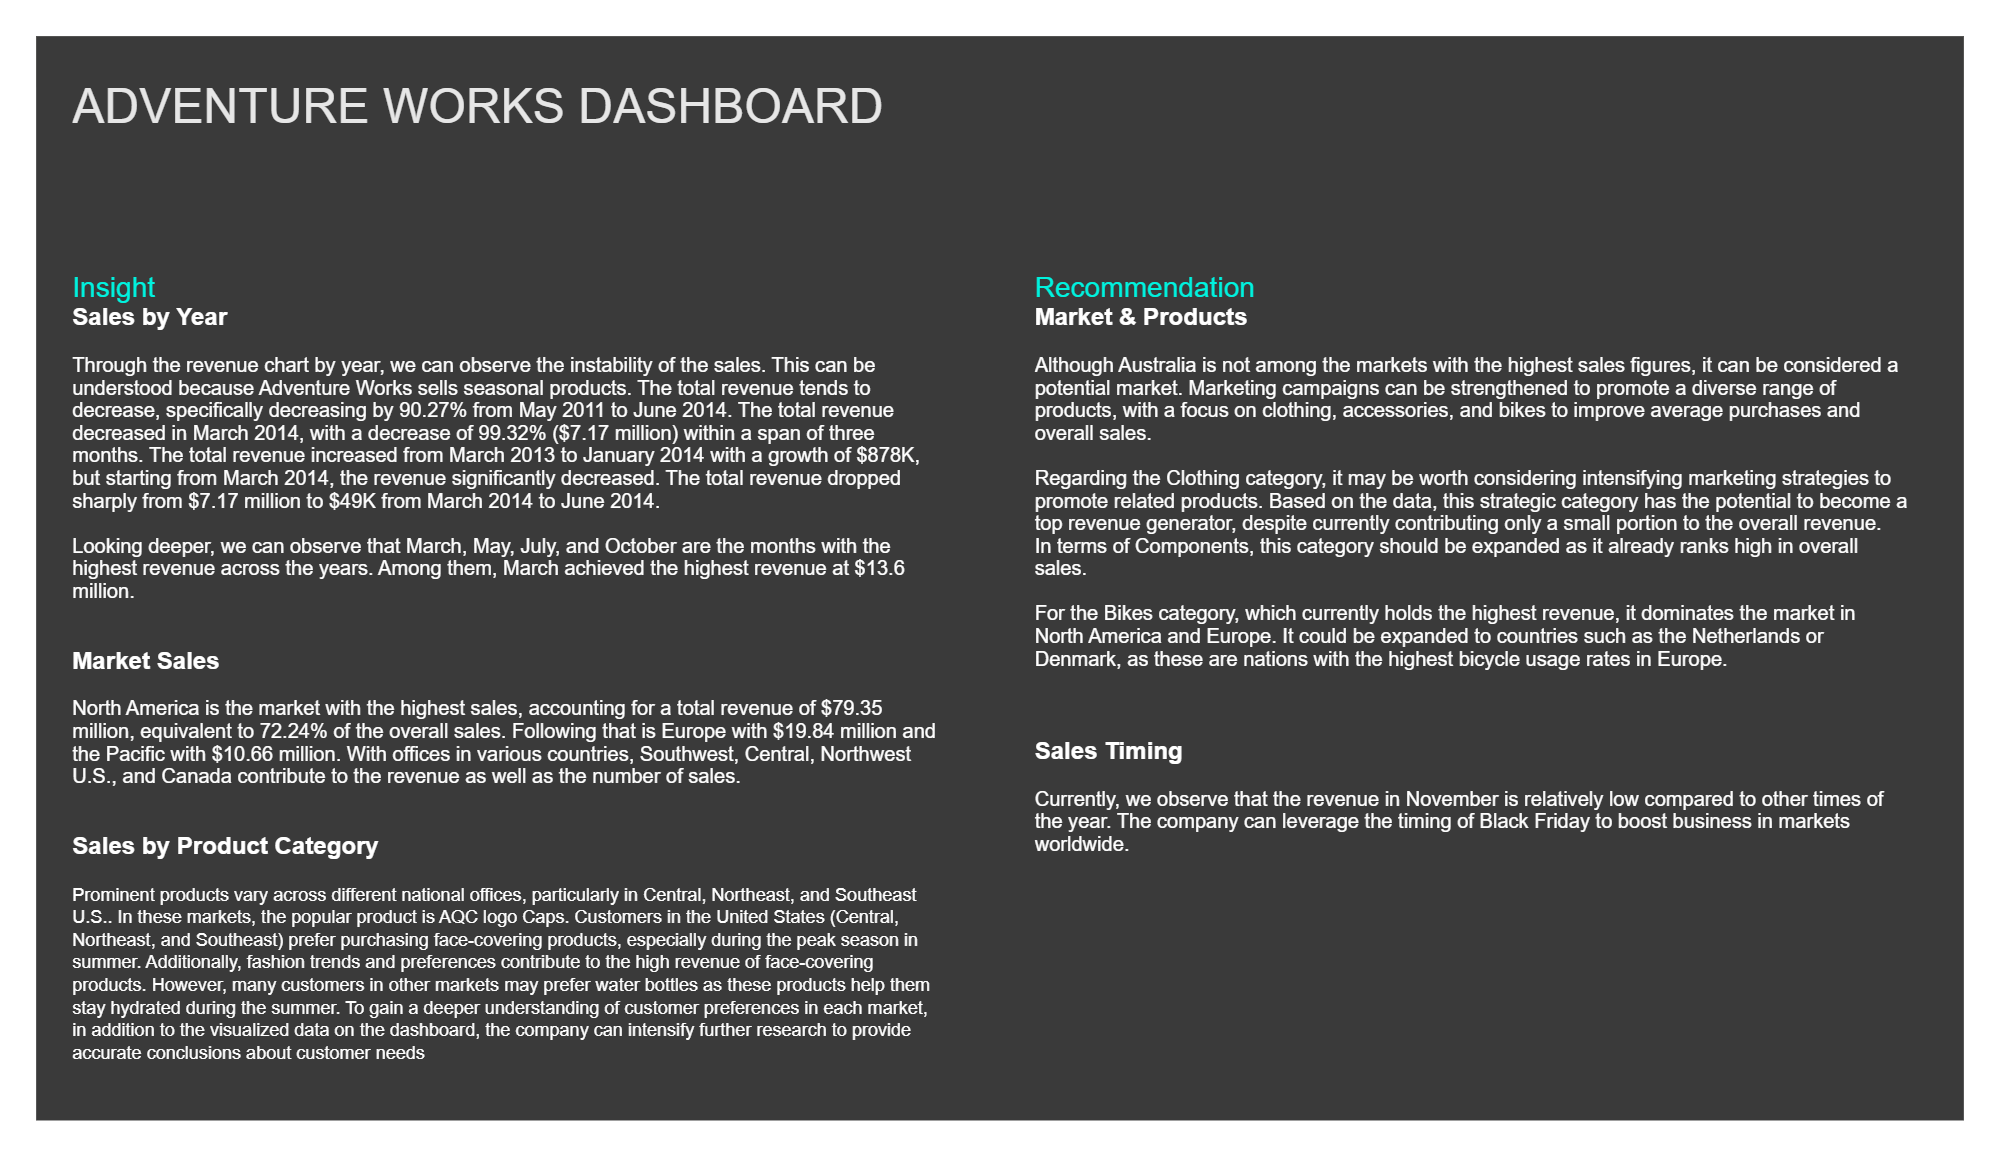 ADVENTURE WORKS DASHBOARD
Insight
Sales by Year
Through the revenue chart by year, we can observe the instability of the sales. This can be
understood because Adventure Works sells seasonal products. The total revenue tends to
decrease, specifically decreasing by 90.27% from May 2011 to June 2014. The total revenue
decreased in March 2014, with a decrease of 99.32% ($7.17 million) within a span of three
months. The total revenue increased from March 2013 to January 2014 with a growth of $878K,
but starting from March 2014, the revenue significantly decreased. The total revenue dropped
sharply from $7.17 million to $49K from March 2014 to June 2014.
Looking deeper, we can observe that March, May, July, and October are the months with the
highest revenue across the years. Among them, March achieved the highest revenue at $13.6
million.
Market Sales
North America is the market with the highest sales, accounting for a total revenue of $79.35
million, equivalent to 72.24% of the overall sales. Following that is Europe with $19.84 million and
the Pacific with $10.66 million. With offices in various countries, Southwest, Central, Northwest
U.S., and Canada contribute to the revenue as well as the number of sales.
Sales by Product Category
Prominent products vary across different national offices, particularly in Central, Northeast, and Southeast
U.S.. In these markets, the popular product is AQC logo Caps. Customers in the United States (Central,
Northeast, and Southeast) prefer purchasing face-covering products, especially during the peak season in
summer. Additionally, fashion trends and preferences contribute to the high revenue of face-covering
products. However, many customers in other markets may prefer water bottles as these products help them
stay hydrated during the summer. To gain a deeper understanding of customer preferences in each market,
in addition to the visualized data on the dashboard, the company can intensify further research to provide
accurate conclusions about customer needs
Recommendation
Market & Products
Although Australia is not among the markets with the highest sales figures, it can be considered a
potential market. Marketing campaigns can be strengthened to promote a diverse range of
products, with a focus on clothing, accessories, and bikes to improve average purchases and
overall sales.
Regarding the Clothing category, it may be worth considering intensifying marketing strategies to
promote related products. Based on the data, this strategic category has the potential to become a
top revenue generator, despite currently contributing only a small portion to the overall revenue.
In terms of Components, this category should be expanded as it already ranks high in overall
sales.
For the Bikes category, which currently holds the highest revenue, it dominates the market in
North America and Europe. It could be expanded to countries such as the Netherlands or
Denmark, as these are nations with the highest bicycle usage rates in Europe.
Sales Timing
Currently, we observe that the revenue in November is relatively low compared to other times of
the year. The company can leverage the timing of Black Friday to boost business in markets
worldwide.